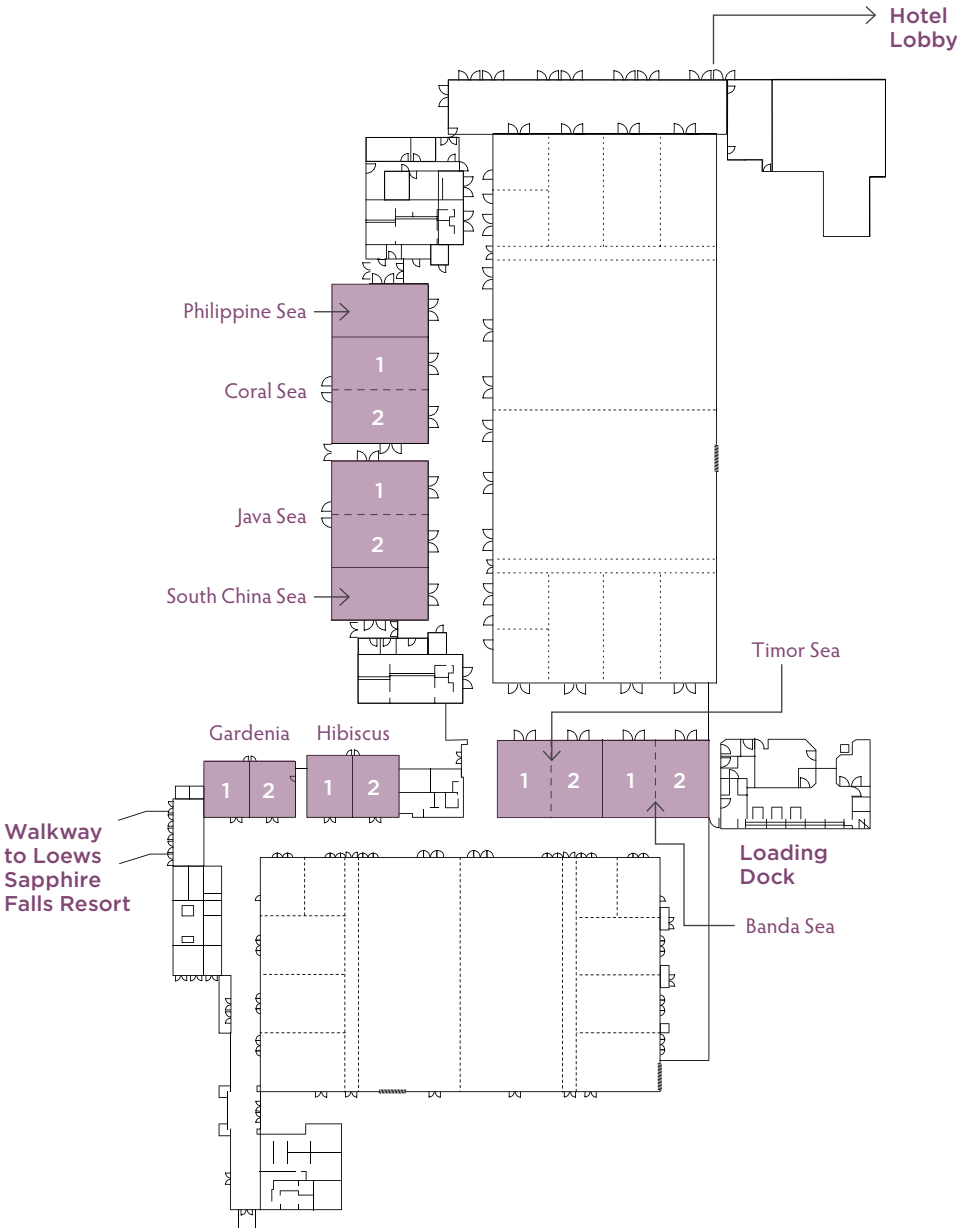 Hotel
Lobby
Philippine Sea
1
Coral Sea
2
1
Java Sea
2
South China Sea
Timor Sea
Gardenia
Hibiscus
1 2
1 2
1 2
1 2
Walkway
to Loews
Sapphire
Falls Resort
Loading
Dock
Banda Sea